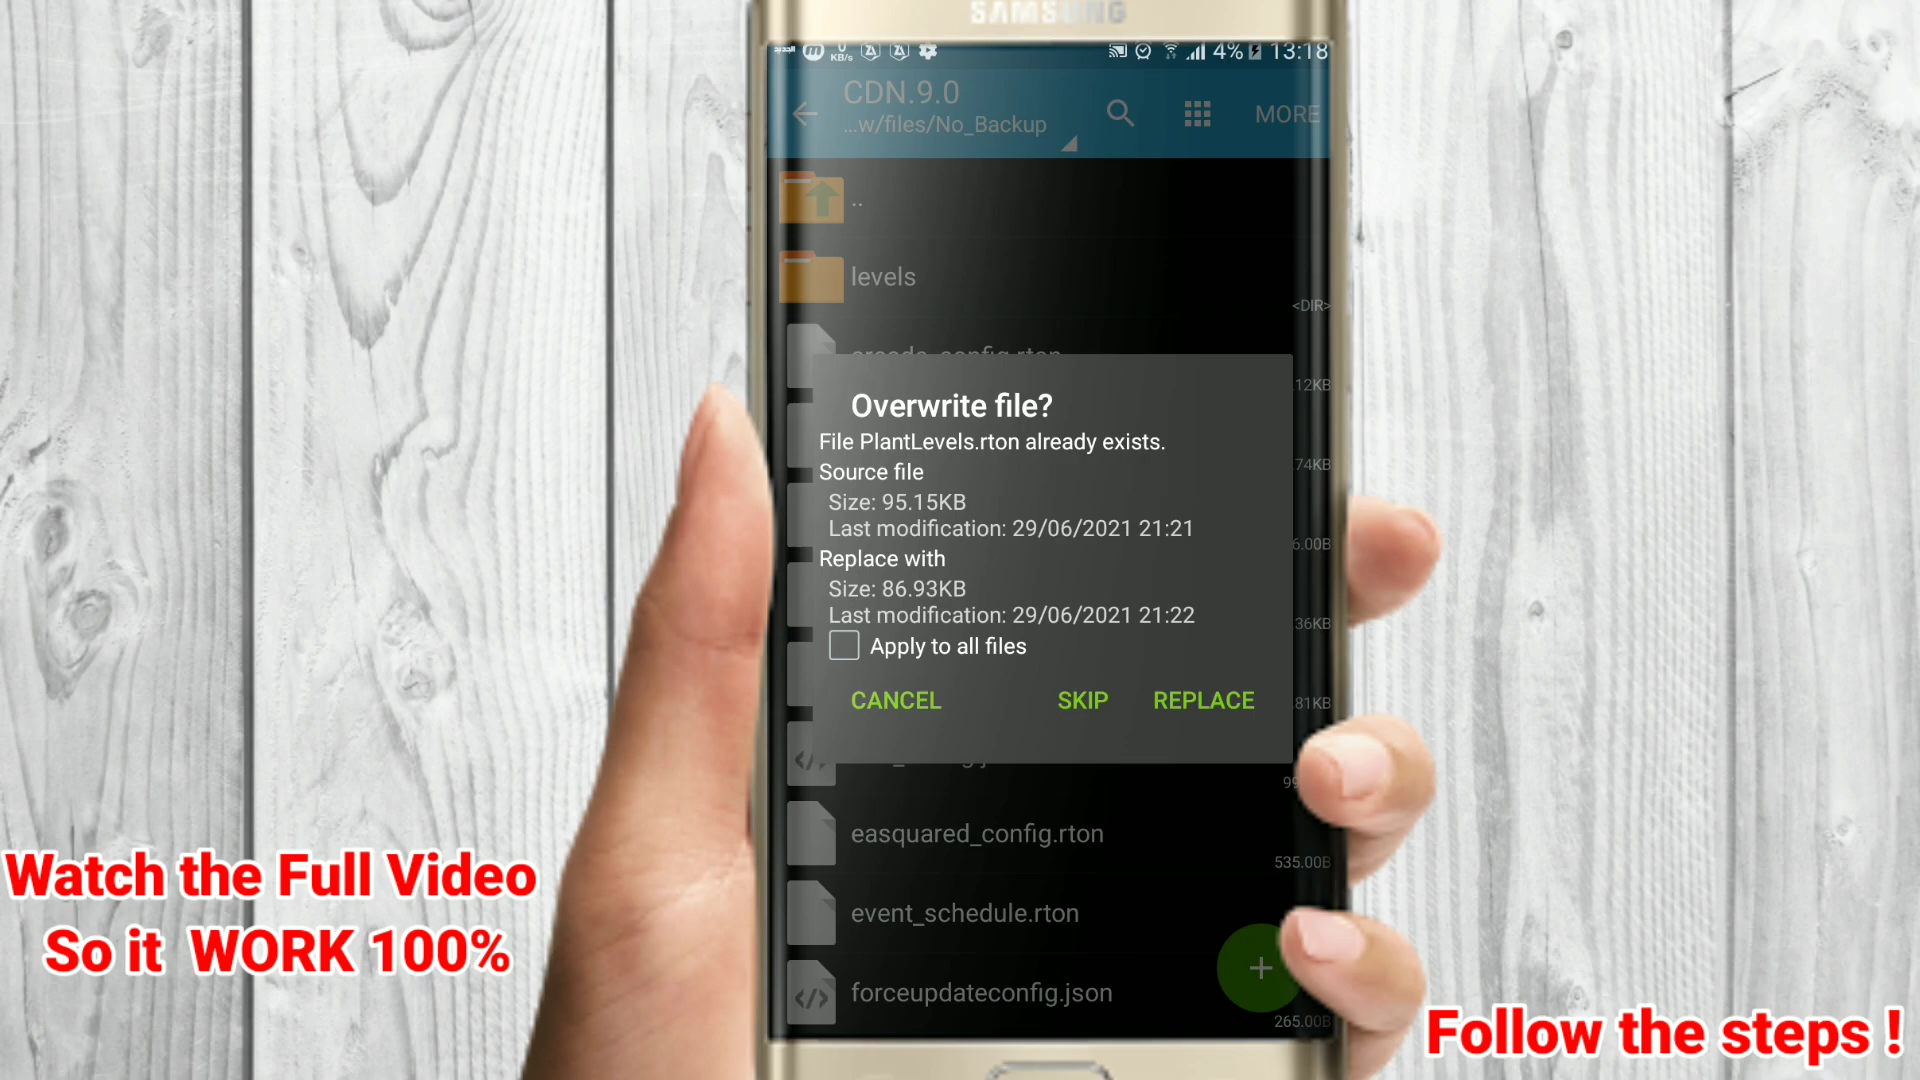 SAMSUNG
الجديد
0
KB/s
4%
13:18
CDN.9.0
...w/files/No_Backup
MORE
..
levels
<DIR>
arcade_config.rton
12KB
Overwrite file?
File PlantLevels.rton already exists.
Source file
74KB
Size: 95.15KB
Last modification: 29/06/2021 21:21
6.00B
Replace with
Size: 86.93KB
Last modification: 29/06/2021 21:22
36KB
Apply to all files
CANCEL
SKIP
REPLACE
.81KB
easquared_config.rton
535.00B
event_schedule.rton
forceupdateconfig.json
265.00B
Watch the Full Video
So it WORK 100%
Follow the steps !